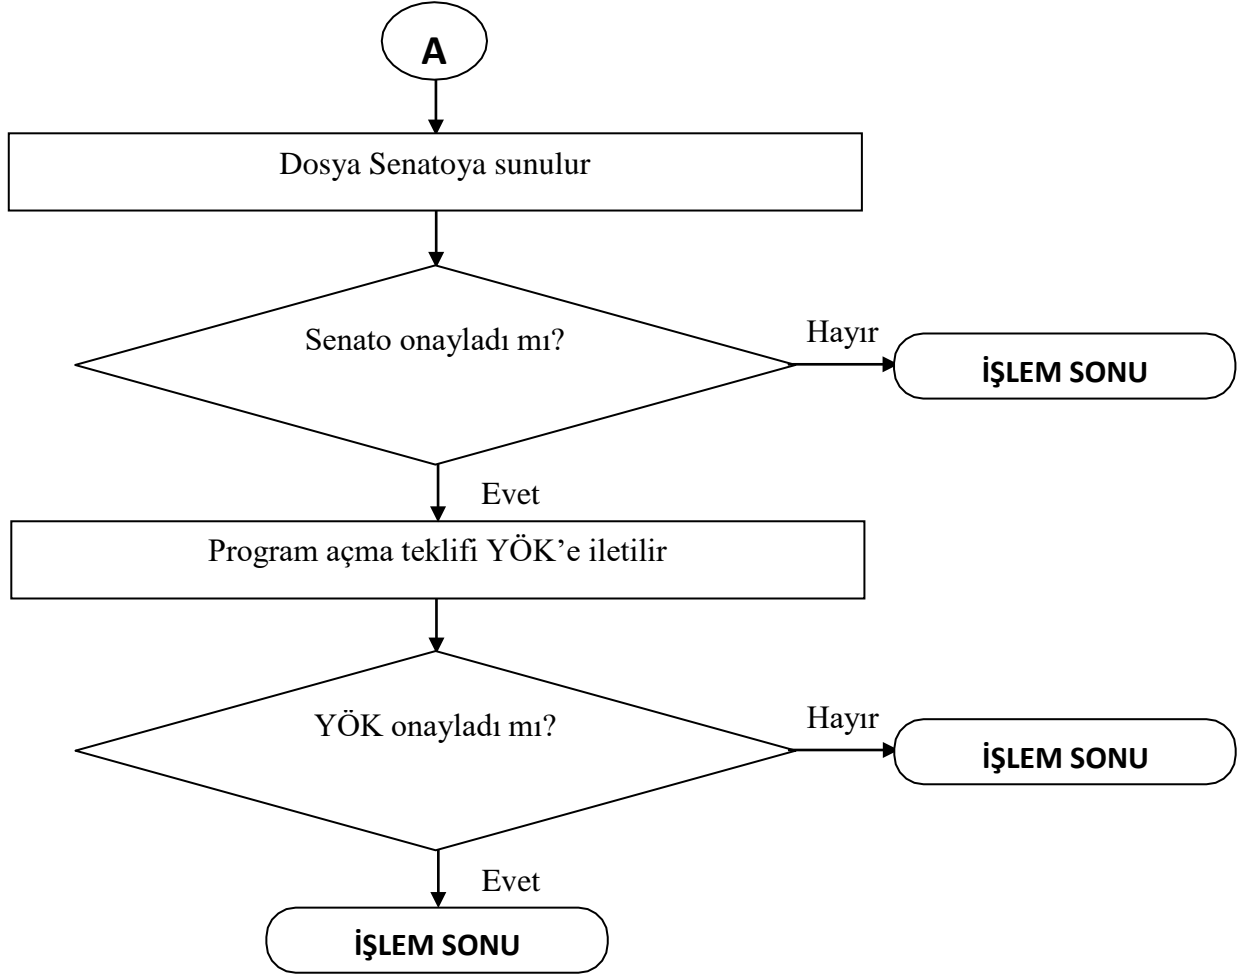 A
Dosya Senatoya sunulur
Senato onayladı mı?
Hayır
İŞLEM SONU
Evet
Program açma teklifi YÖK’e iletilir
YÖK onayladı mı?
Hayır
İŞLEM SONU
Evet
İŞLEM SONU